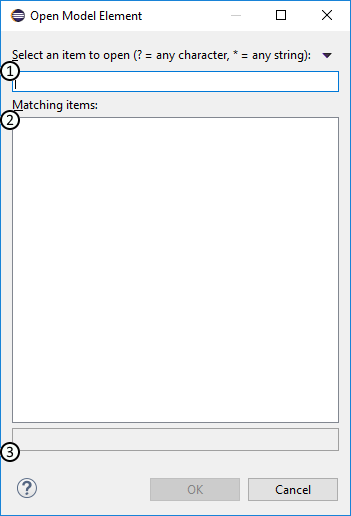 Open Model Element
Select an item to open (? = any character, * = any string):
1
Matching items:
2
3
?
OK
Cancel